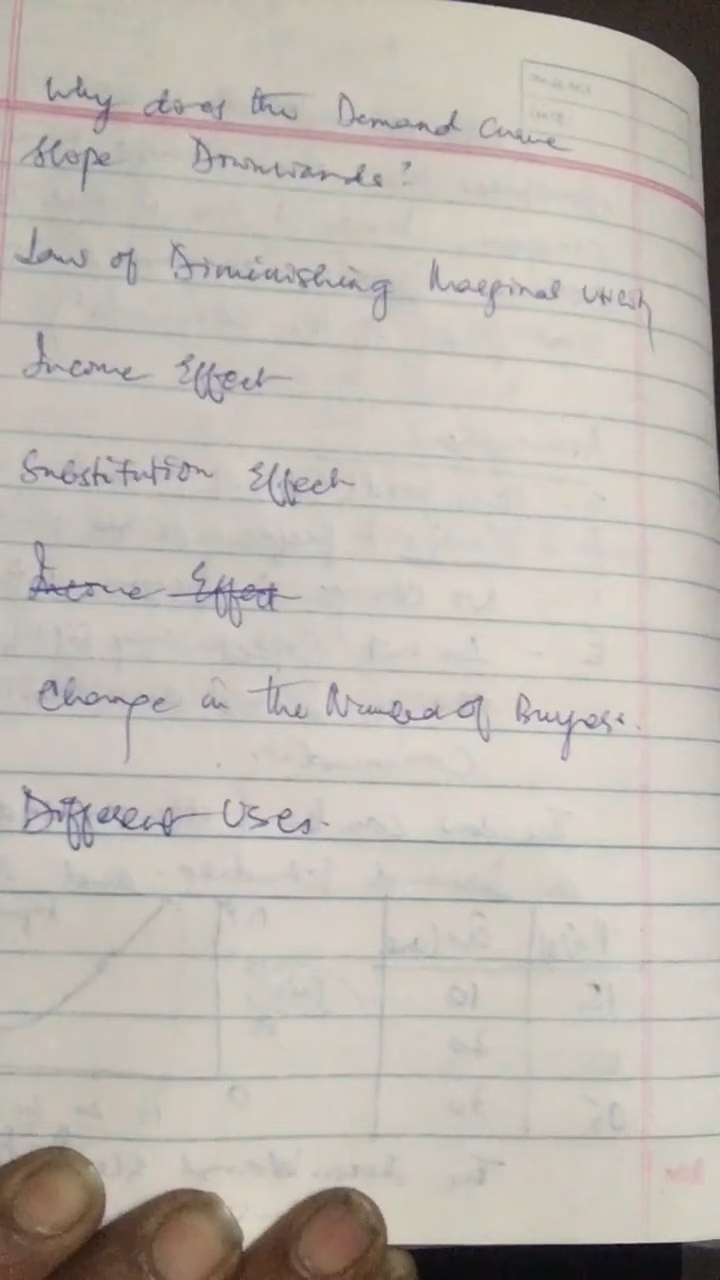 Why does the Demand Curve
slope Downwards?
Law of Diminishing Marginal Utility
Income Effect
Substitution Effect
Income Effect
Change in the Number of Buyers.
Different Uses.